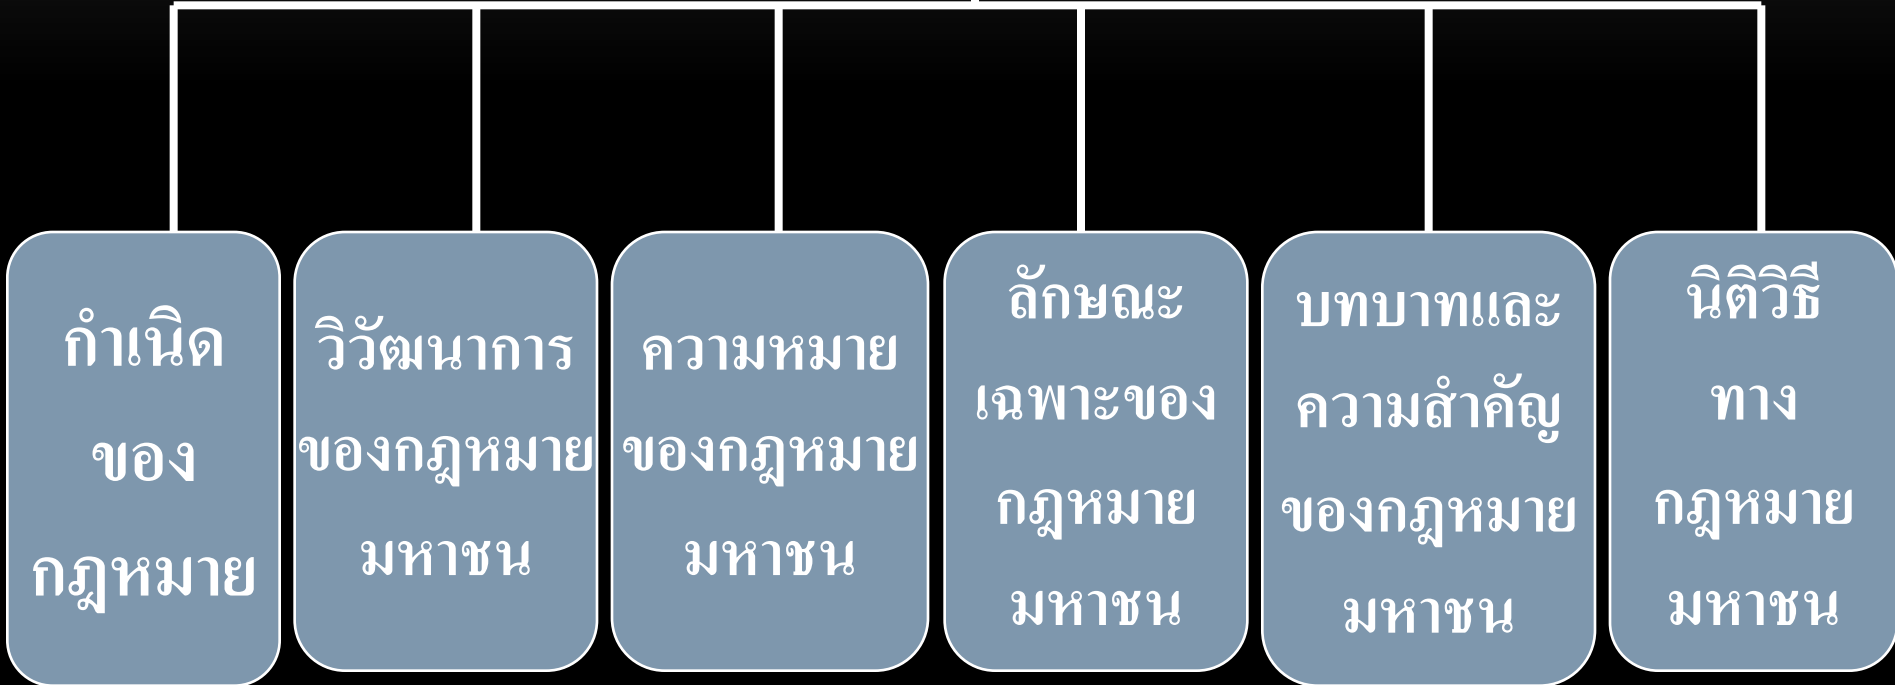 กำเนิด
ของ
กฎหมาย
วิวัฒนาการ
ของกฎหมาย
มหาชน
ความหมาย
ของกฎหมาย
มหาชน
ลักษณะ
เฉพาะของ
กฎหมาย
มหาชน
บทบาทและ
ความสำคัญ
ของกฎหมาย
มหาชน
นิติวิธี
ทาง
กฎหมาย
มหาชน